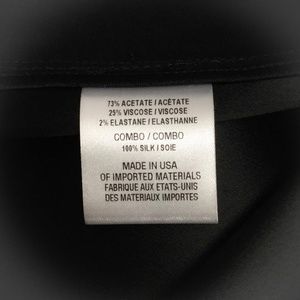 73% ACETATE / ACÉTATE
25% VISCOSE / VISCOSE
2% ELASTANE / ELASTHANNE
COMBO / COMBO
100% SILK / SOIE
MADE IN USA
OF IMPORTED MATERIALS
FABRIQUE AUX ETATS-UNIS
DES MATERIAUX IMPORTES